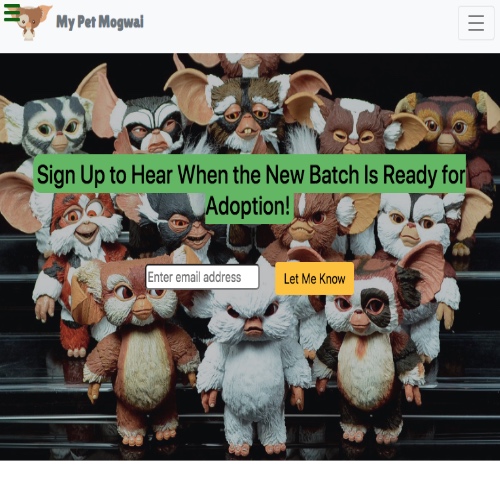 My Pet Mogwai
Sign Up to Hear When the New Batch Is Ready for
Adoption!
Enter email address
Let Me Know